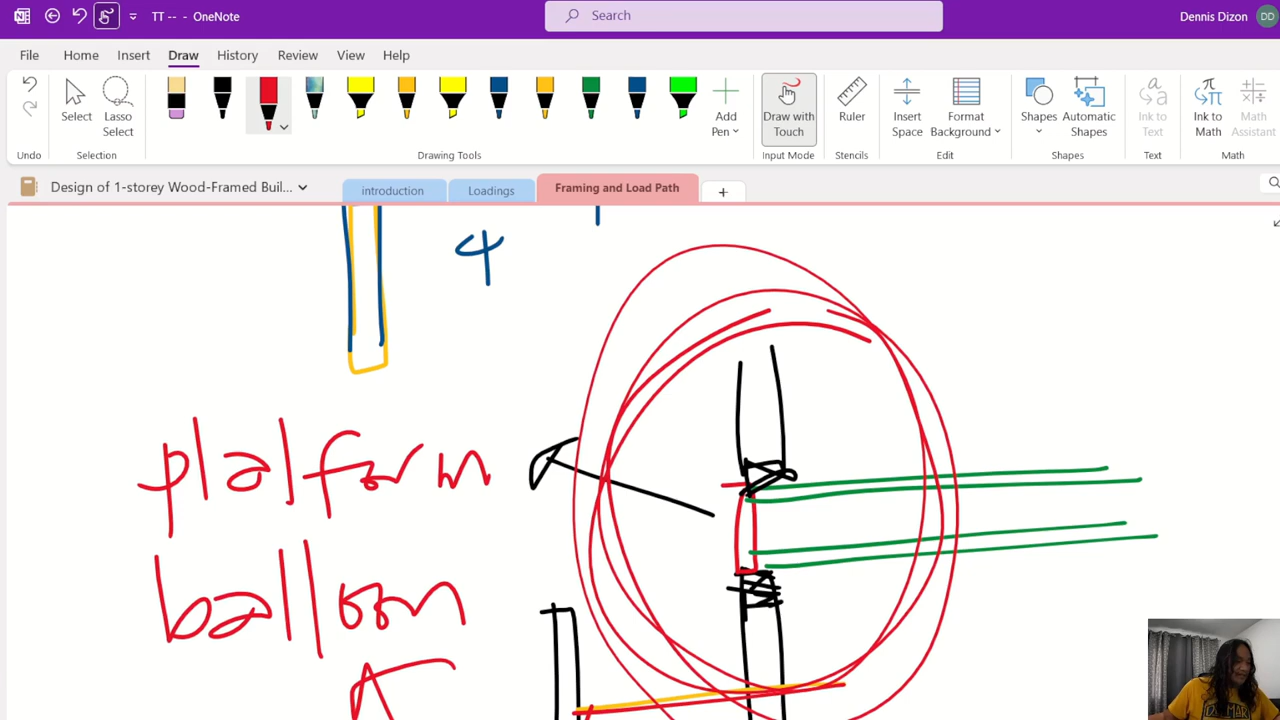 TT -- - OneNote
Search
Dennis Dizon
DD
File
Home
Insert
Draw
History
Review
View
Help
Select
Lasso Select
Add Pen
Draw with Touch
Ruler
Insert Space
Format Background
Shapes
Automatic Shapes
Ink to Text
Ink to Math
Math Assistant
Undo
Selection
Drawing Tools
Input Mode
Stencils
Edit
Shapes
Text
Math
Design of 1-storey Wood-Framed Buil...
introduction
Loadings
Framing and Load Path
4
platform
balloon